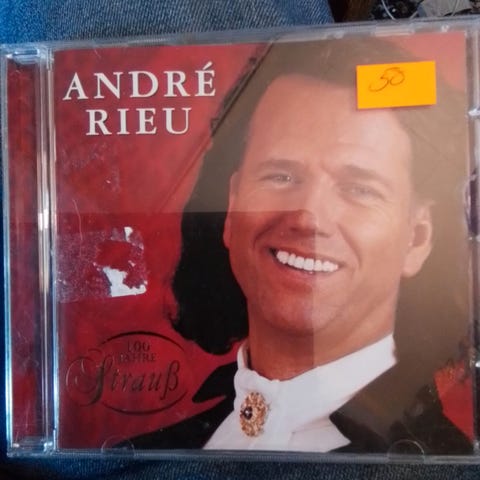 ANDRÉ
RIEU
50
100
JAHRE
Strauß